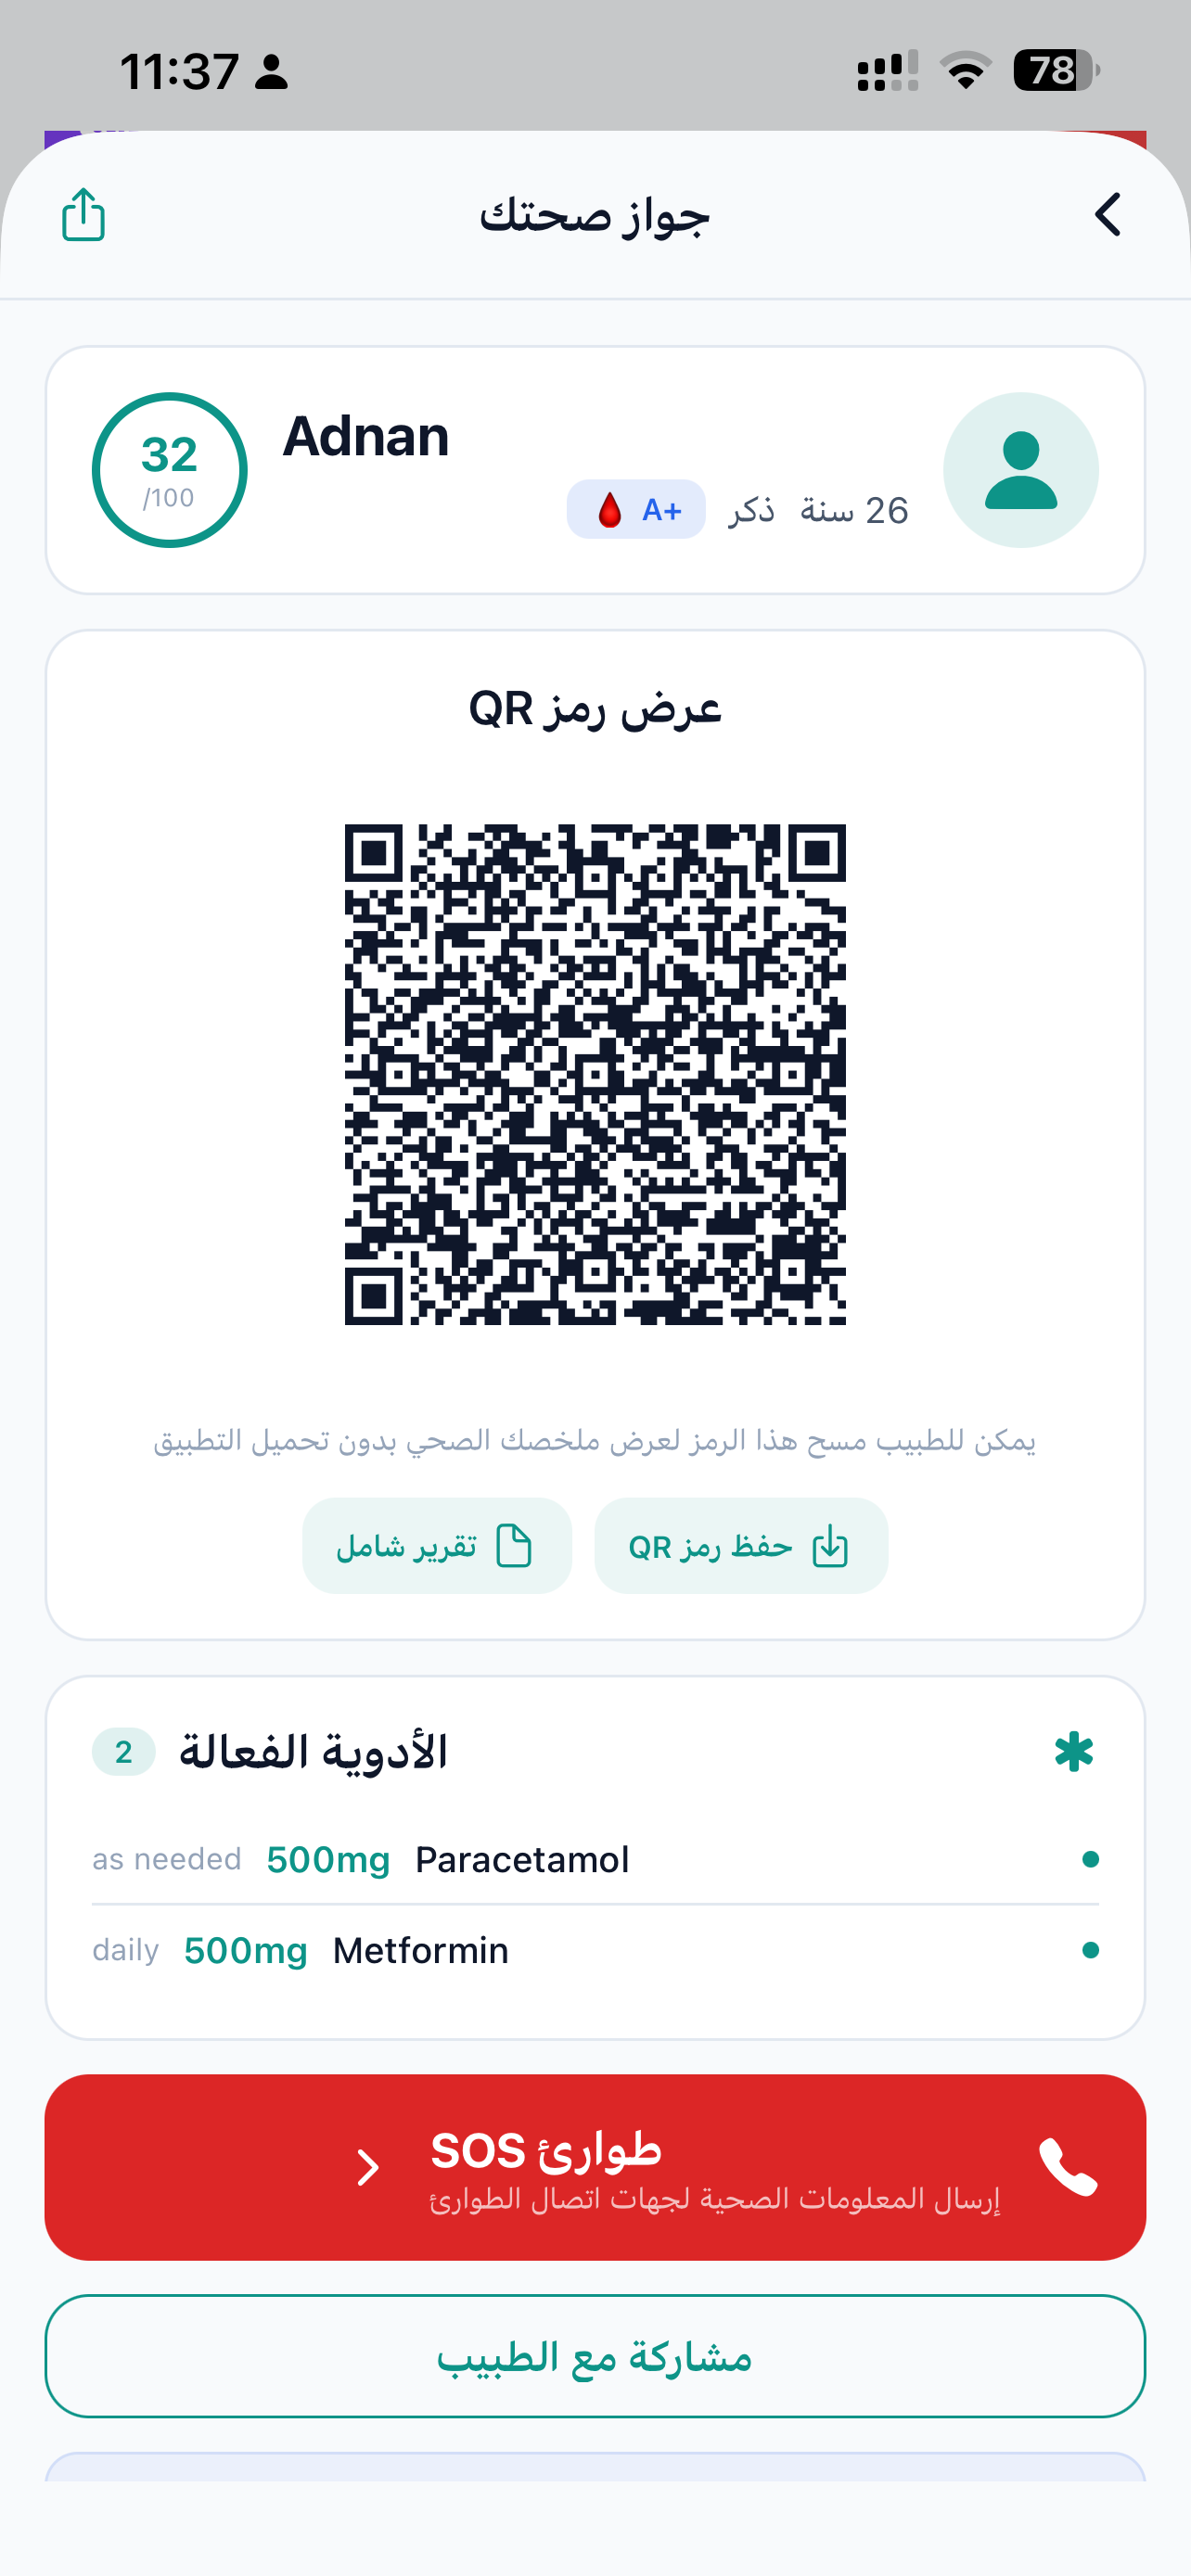 11:37
78
جواز صحتك
Adnan
32
/100
26 سنة ذكر A+
عرض رمز QR
يمكن للطبيب مسح هذا الرمز لعرض ملخصك الصحي بدون تحميل التطبيق
حفظ رمز QR
تقرير شامل
الأدوية الفعالة 2
Paracetamol 500mg as needed
Metformin 500mg daily
طوارئ SOS
إرسال المعلومات الصحية لجهات اتصال الطوارئ
مشاركة مع الطبيب